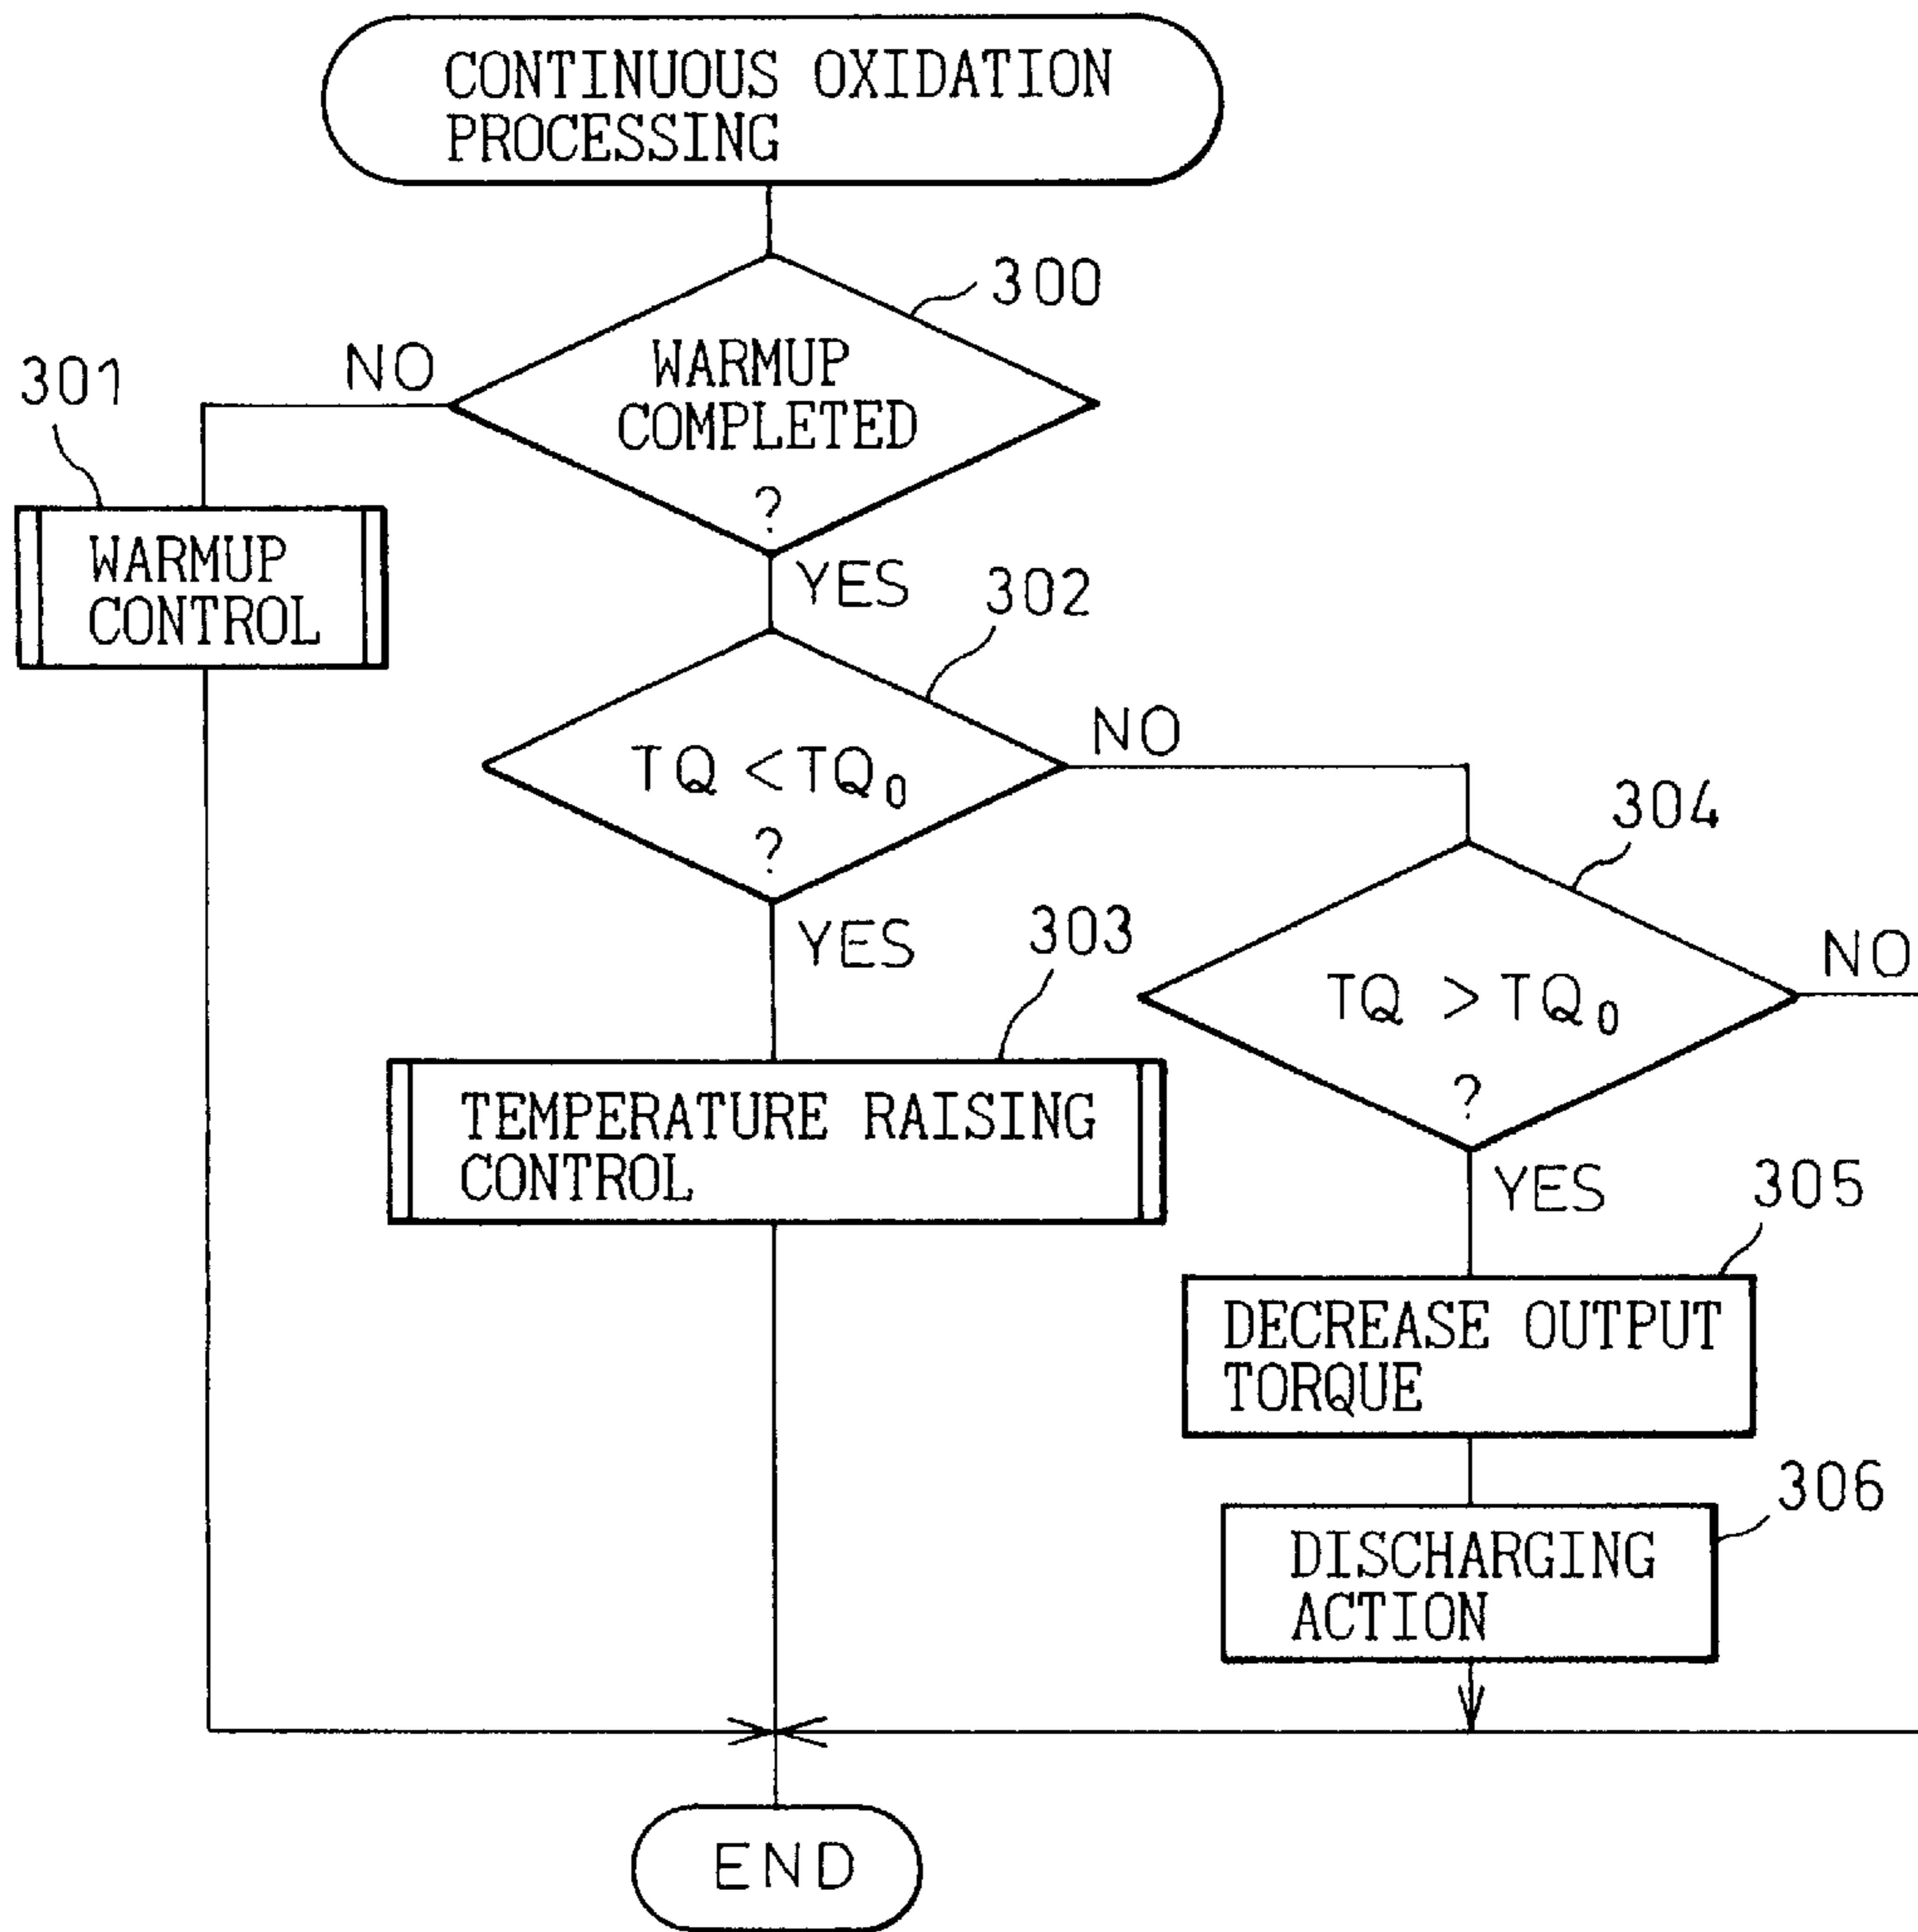 CONTINUOUS OXIDATION
PROCESSING
300
WARMUP
COMPLETED
?
NO
301
WARMUP
CONTROL
YES
302
TQ < TQ₀
?
NO
YES
303
TEMPERATURE RAISING
CONTROL
304
TQ > TQ₀
?
NO
YES
305
DECREASE OUTPUT
TORQUE
306
DISCHARGING
ACTION
END